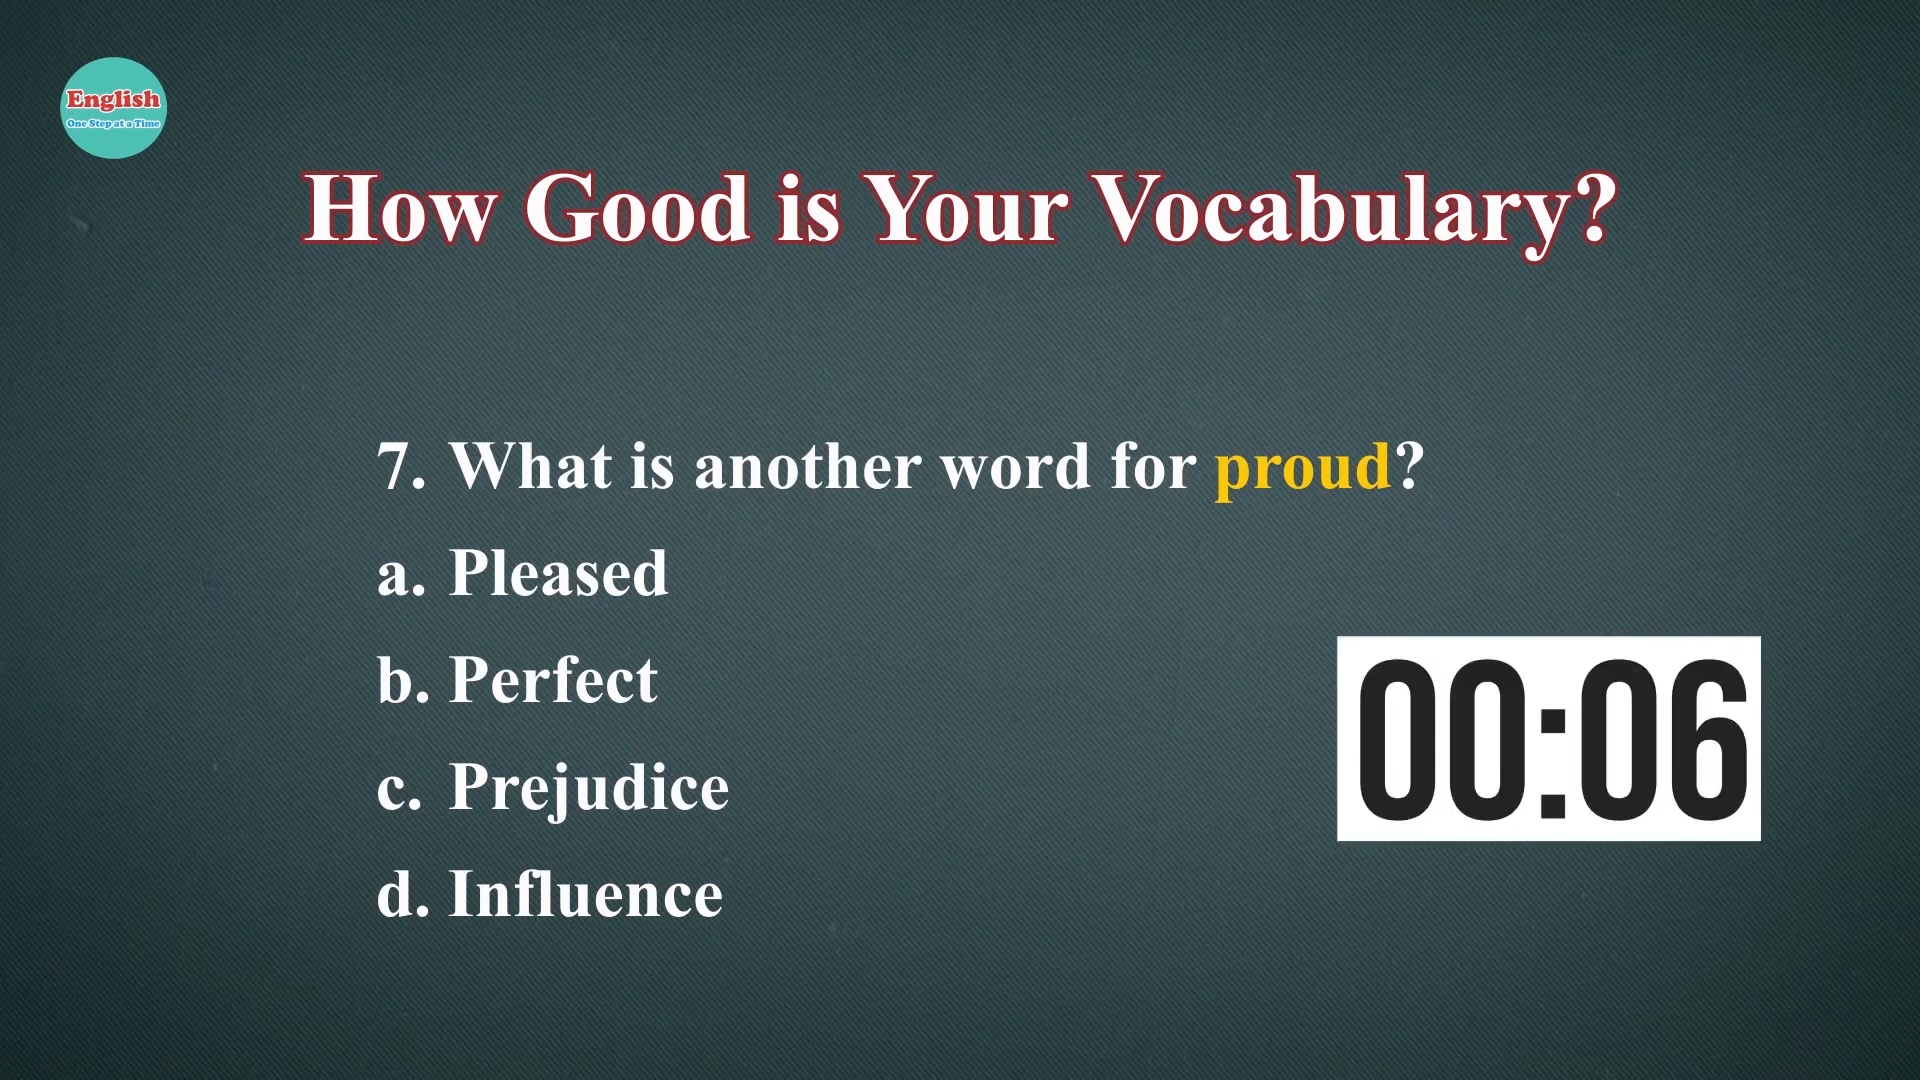 English
One Step at a Time
How Good is Your Vocabulary?
7. What is another word for proud?
a. Pleased
b. Perfect
c. Prejudice
d. Influence
00:06